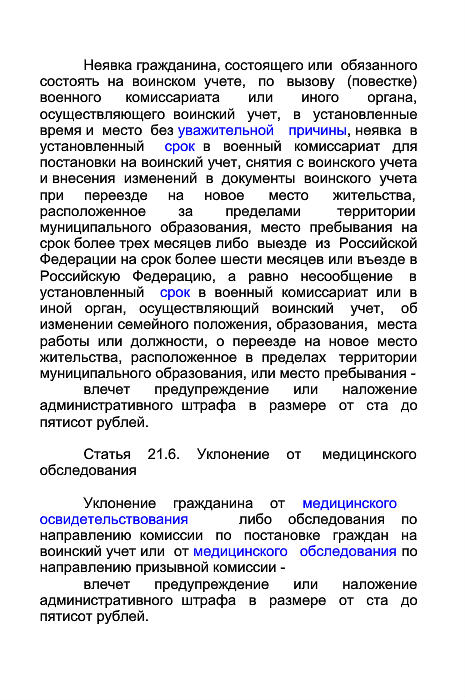 Неявка гражданина, состоящего или обязанного
состоять на воинском учете, по вызову (повестке)
военного комиссариата или иного органа,
осуществляющего воинский учет, в установленные
время и место без уважительной причины, неявка в
установленный срок в военный комиссариат для
постановки на воинский учет, снятия с воинского учета
и внесения изменений в документы воинского учета
при переезде на новое место жительства,
расположенное за пределами территории
муниципального образования, место пребывания на
срок более трех месяцев либо выезде из Российской
Федерации на срок более шести месяцев или въезде в
Российскую Федерацию, а равно несообщение в
установленный срок в военный комиссариат или в
иной орган, осуществляющий воинский учет, об
изменении семейного положения, образования, места
работы или должности, о переезде на новое место
жительства, расположенное в пределах территории
муниципального образования, или место пребывания -
влечет предупреждение или наложение
административного штрафа в размере от ста до
пятисот рублей.
Статья 21.6. Уклонение от медицинского
обследования
Уклонение гражданина от медицинского
освидетельствования либо обследования по
направлению комиссии по постановке граждан на
воинский учет или от медицинского обследования по
направлению призывной комиссии -
влечет предупреждение или наложение
административного штрафа в размере от ста до
пятисот рублей.